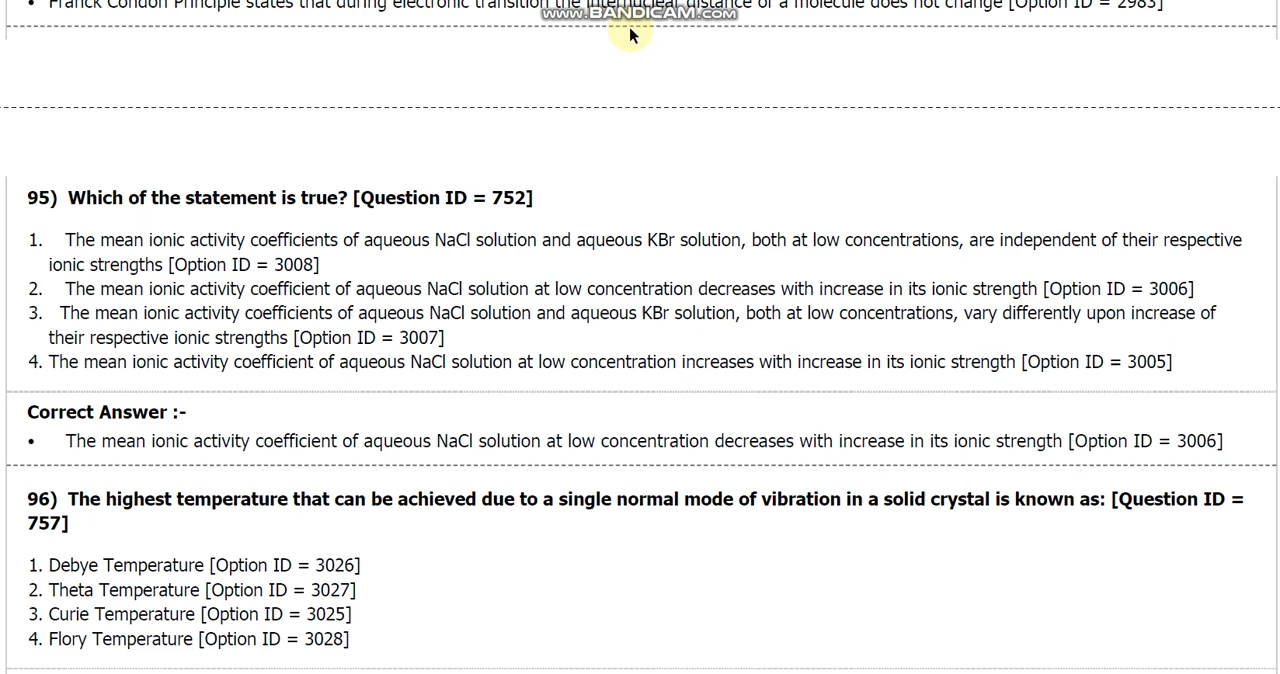 • Franck Condon Principle states that during electronic transition the internuclear distance of a molecule does not change [Option ID = 2983]
www.BANDICAM.com
95) Which of the statement is true? [Question ID = 752]
1. The mean ionic activity coefficients of aqueous NaCl solution and aqueous KBr solution, both at low concentrations, are independent of their respective
ionic strengths [Option ID = 3008]
2. The mean ionic activity coefficient of aqueous NaCl solution at low concentration decreases with increase in its ionic strength [Option ID = 3006]
3. The mean ionic activity coefficients of aqueous NaCl solution and aqueous KBr solution, both at low concentrations, vary differently upon increase of
their respective ionic strengths [Option ID = 3007]
4. The mean ionic activity coefficient of aqueous NaCl solution at low concentration increases with increase in its ionic strength [Option ID = 3005]
Correct Answer :-
• The mean ionic activity coefficient of aqueous NaCl solution at low concentration decreases with increase in its ionic strength [Option ID = 3006]
96) The highest temperature that can be achieved due to a single normal mode of vibration in a solid crystal is known as: [Question ID =
757]
1. Debye Temperature [Option ID = 3026]
2. Theta Temperature [Option ID = 3027]
3. Curie Temperature [Option ID = 3025]
4. Flory Temperature [Option ID = 3028]